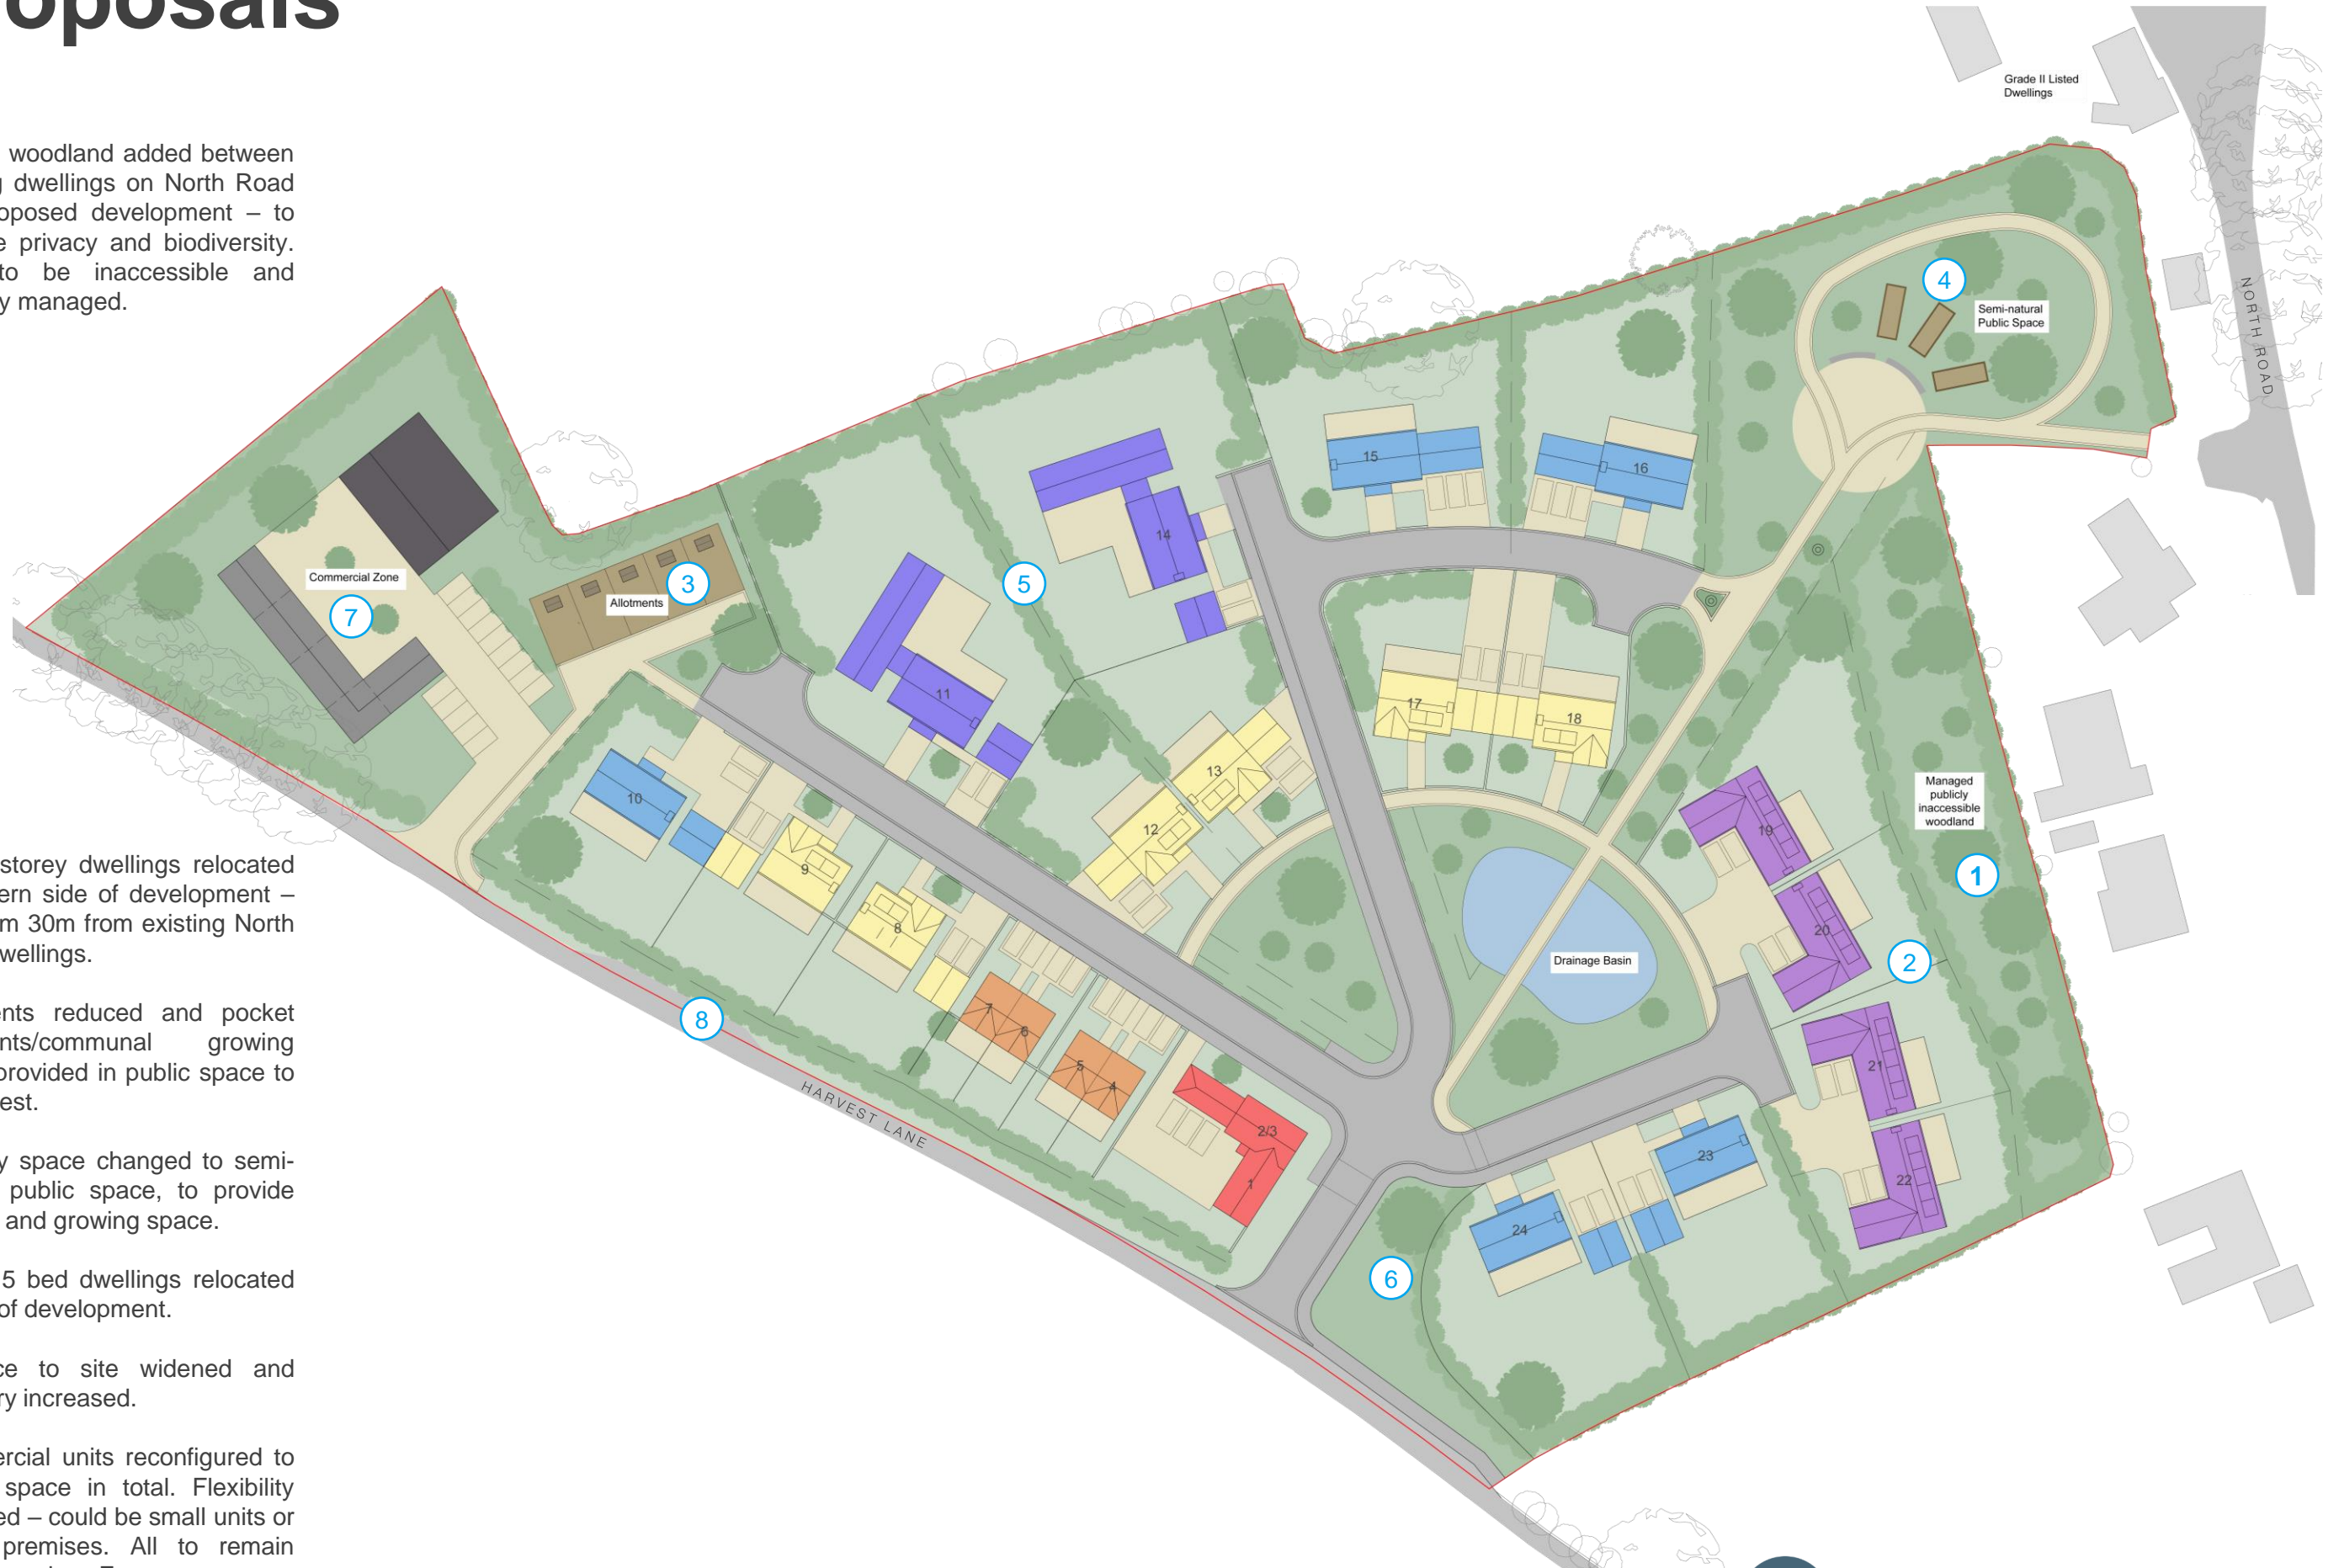 oposals
woodland added between
dwellings on North Road
oposed development – to
privacy and biodiversity.
to be inaccessible and
y managed.
storey dwellings relocated
ern side of development –
m 30m from existing North
wellings.
nts reduced and pocket
nts/communal growing
provided in public space to
est.
y space changed to semi-
public space, to provide
and growing space.
5 bed dwellings relocated
of development.
ce to site widened and
ry increased.
ercial units reconfigured to
space in total. Flexibility
ed – could be small units or
premises. All to remain
Grade II Listed
Dwellings
NORTH ROAD
4
Semi-natural
Public Space
15
16
14
5
3
Allotments
Commercial Zone
7
11
17
18
13
12
10
9
8
19
20
Managed
publicly
inaccessible
woodland
1
2
Drainage Basin
7
6
8
5
4
2/3
1
HARVEST LANE
21
22
23
24
6